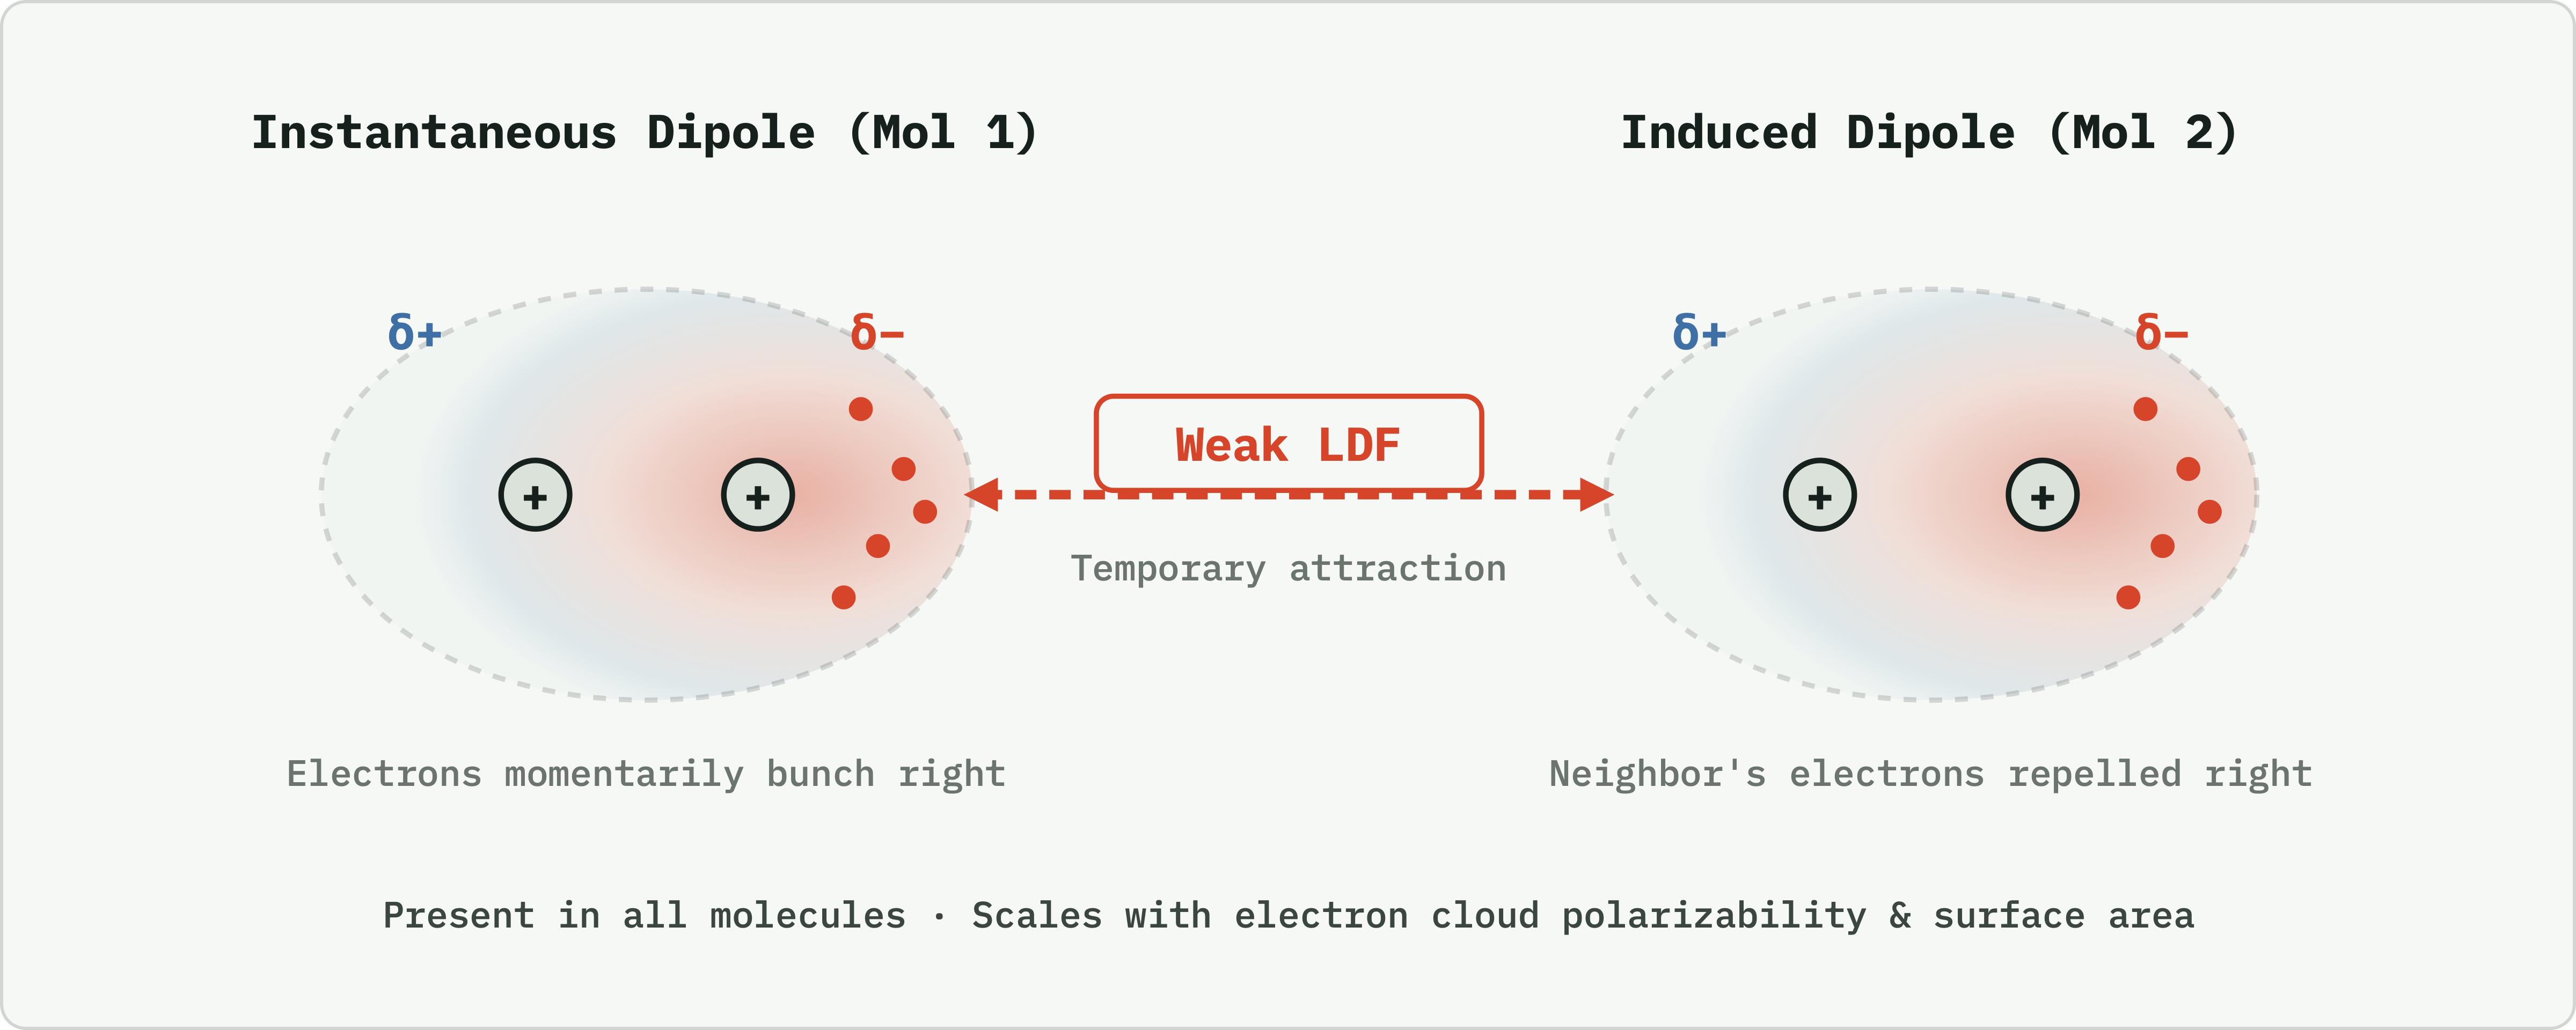 Instantaneous Dipole (Mol 1)
Induced Dipole (Mol 2)
δ+
δ−
δ+
δ−
Weak LDF
+
+
+
+
Temporary attraction
Electrons momentarily bunch right
Neighbor's electrons repelled right
Present in all molecules · Scales with electron cloud polarizability & surface area